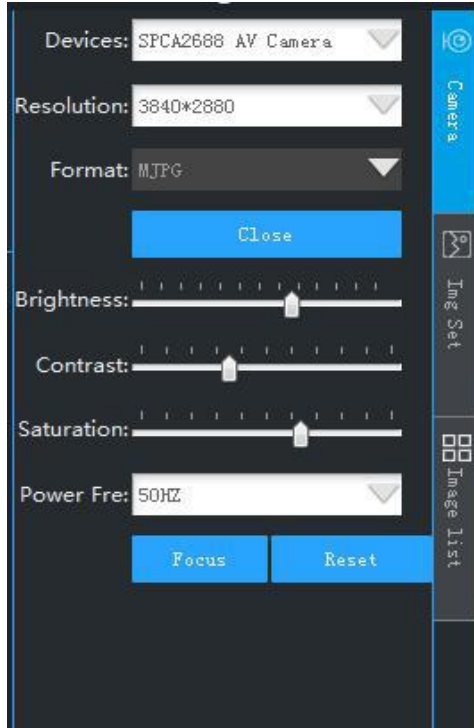 Devices: SPCA2688 AV Camera
Resolution: 3840*2880
Format: MJPG
Close
Brightness:
Contrast:
Saturation:
Power Fre: 50HZ
Focus Reset
Camera
Img Set
Image list